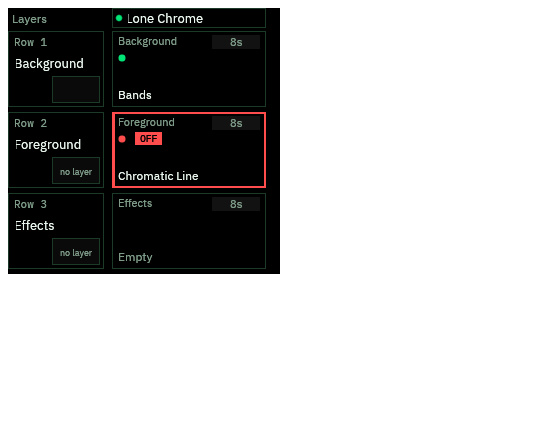 Layers
Lone Chrome
Row 1
Background
Background
8s
Bands
Row 2
Foreground
no layer
Foreground
8s
OFF
Chromatic Line
Row 3
Effects
no layer
Effects
8s
Empty